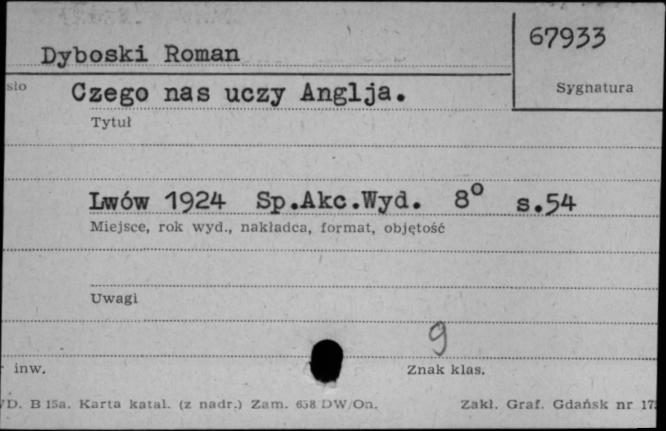 67933
Dyboski Roman
Sygnatura
sło Czego nas uczy Anglja.
Tytuł
Lwów 1924 Sp.Akc.Wyd. 8° s.54
Miejsce, rok wyd., nakładca, format, objętość
Uwagi
9
inw. Znak klas.
B 15a. Karta katal. (z nadr.) Zam. 658 DW/On. Zakł. Graf. Gdańsk nr